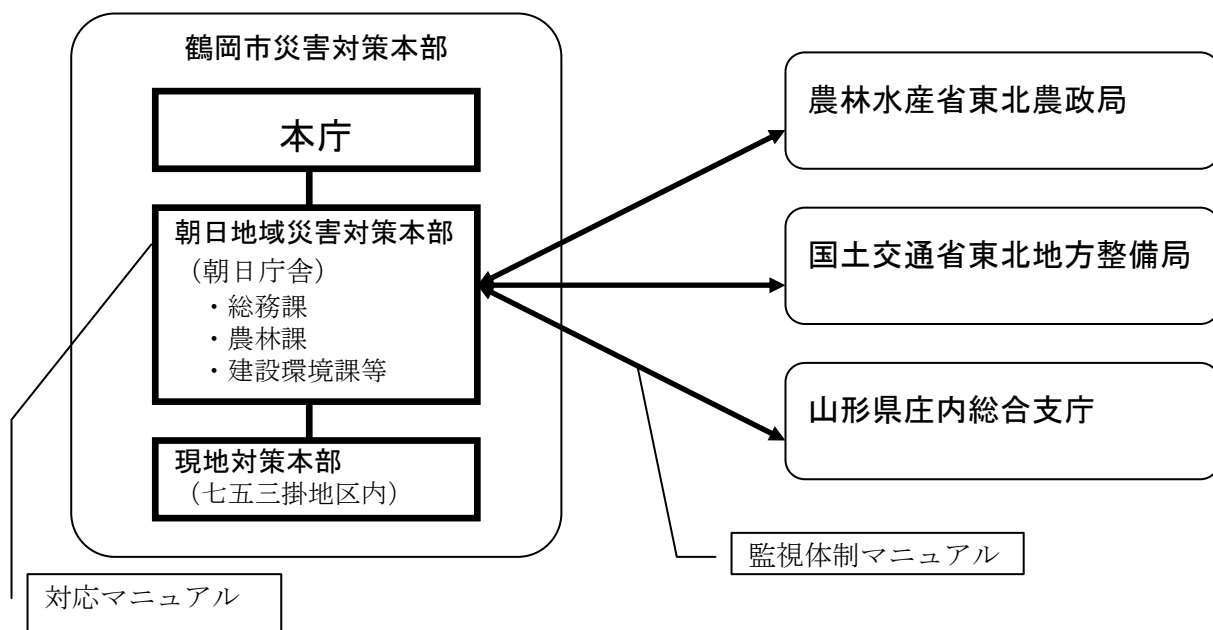 鶴岡市災害対策本部
本庁
朝日地域災害対策本部
（朝日庁舎）
・総務課
・農林課
・建設環境課等
現地対策本部
（七五三掛地区内）
対応マニュアル
農林水産省東北農政局
国土交通省東北地方整備局
山形県庄内総合支庁
監視体制マニュアル